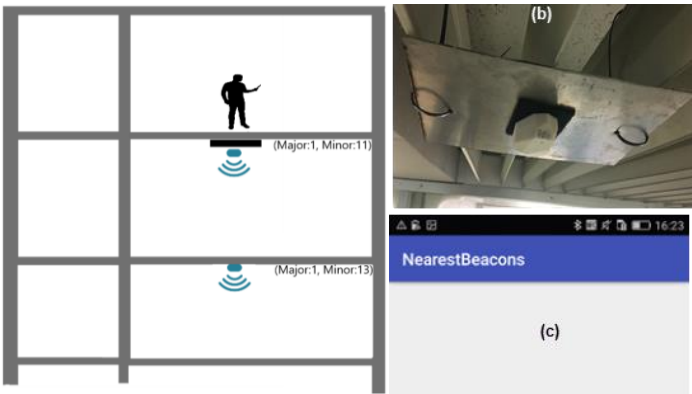 (Major:1, Minor:11)
(Major:1, Minor:13)
(b)
16:23
NearestBeacons
(c)